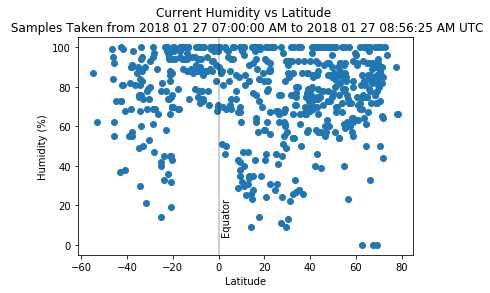 Current Humidity vs Latitude
Samples Taken from 2018 01 27 07:00:00 AM to 2018 01 27 08:56:25 AM UTC
100
80
60
40
20
0
Humidity (%)
Equator
−60
−40
−20
0
20
40
60
80
Latitude